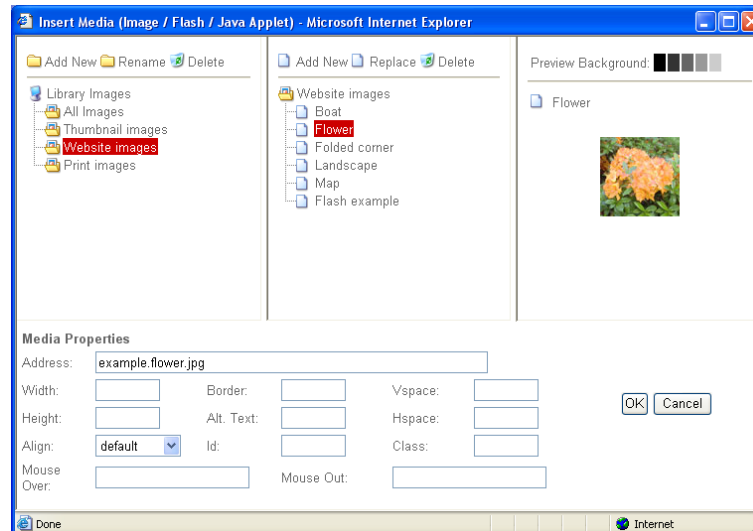 Insert Media (Image / Flash / Java Applet) - Microsoft Internet Explorer
Add New Rename Delete
Library Images
All Images
Thumbnail images
Website images
Print images
Add New Replace Delete
Website images
Boat
Flower
Folded corner
Landscape
Map
Flash example
Preview Background:
Flower
Media Properties
Address: example.flower.jpg
Width: Border: Vspace:
Height: Alt. Text: Hspace:
OK Cancel
Align: default Id: Class:
Mouse Over: Mouse Out:
Done Internet